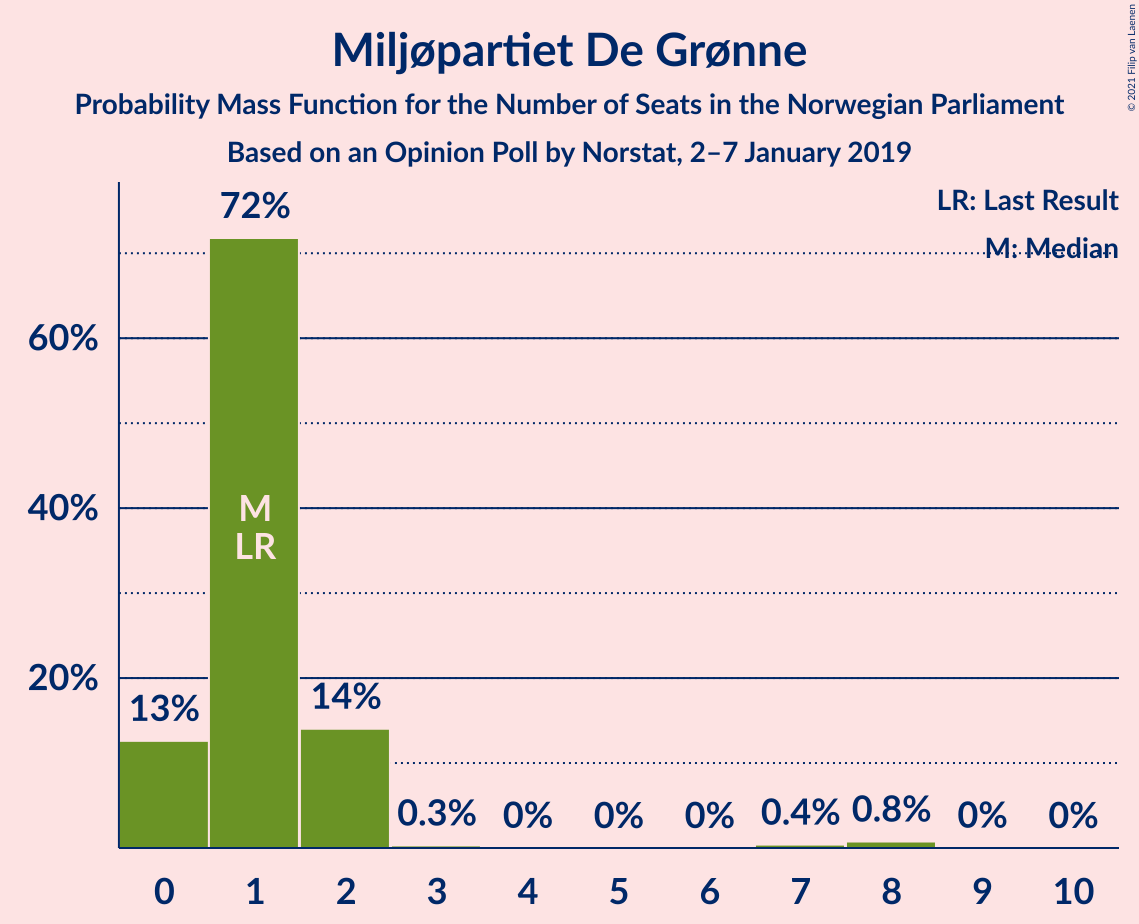 Miljøpartiet De Grønne
Probability Mass Function for the Number of Seats in the Norwegian Parliament
Based on an Opinion Poll by Norstat, 2–7 January 2019
© 2021 Filip van Laenen
LR: Last Result
M: Median
72%
60%
40%
M
LR
20%
13%
14%
0.3%
0%
0%
0%
0.4%
0.8%
0%
0%
0 1 2 3 4 5 6 7 8 9 10